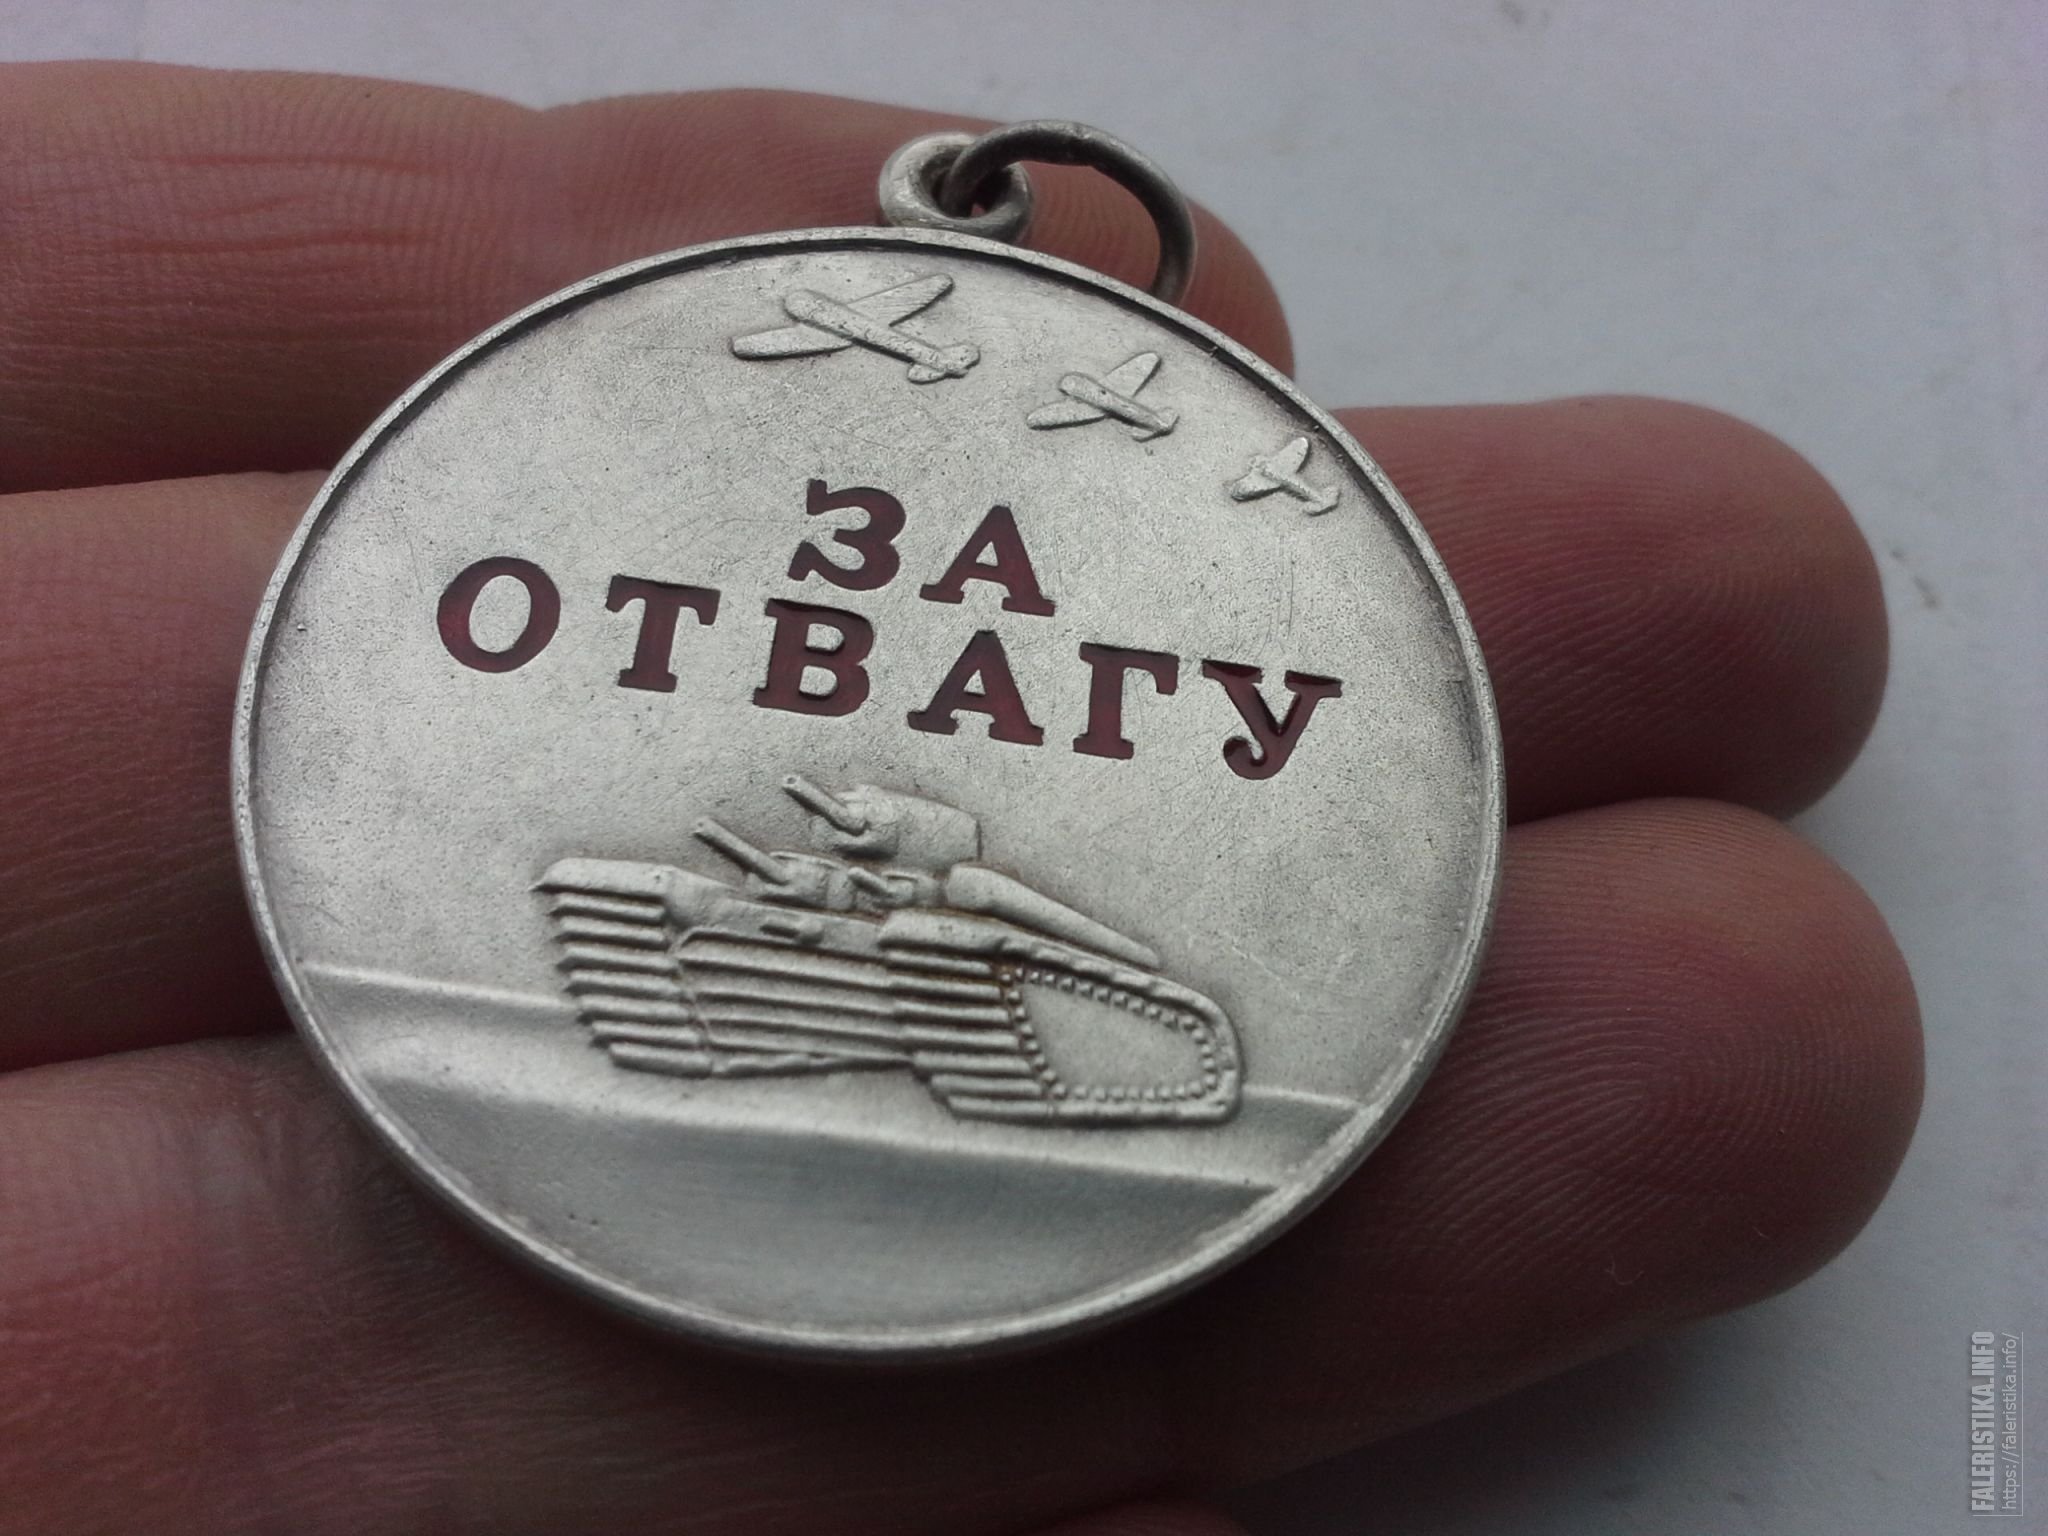 ЗА
ОТВАГУ
FALERISTIKA.INFO
https://faleristika.info/